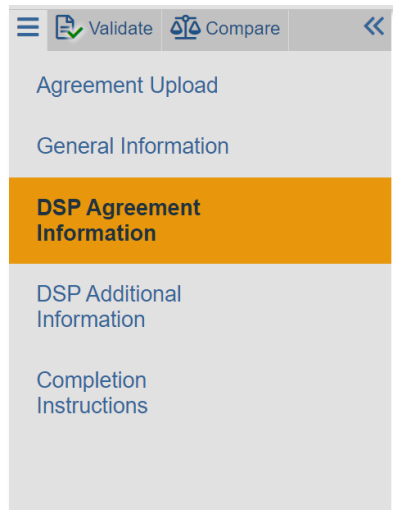 Validate Compare
Agreement Upload
General Information
DSP Agreement
Information
DSP Additional
Information
Completion
Instructions